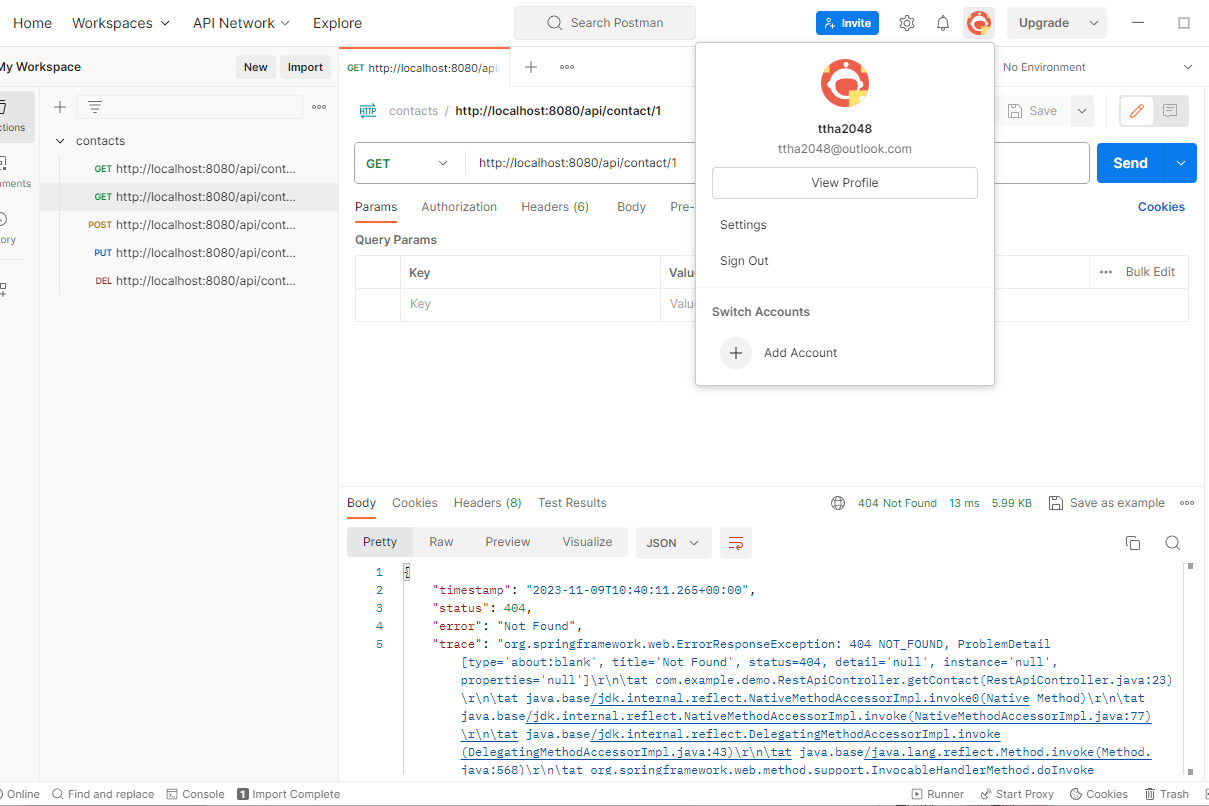 Home Workspaces API Network Explore Search Postman Invite Upgrade
My Workspace New Import
GET http://localhost:8080/api/
No Environment
contacts / http://localhost:8080/api/contact/1 Save
contacts
GET http://localhost:8080/api/cont...
GET http://localhost:8080/api/cont...
POST http://localhost:8080/api/cont...
PUT http://localhost:8080/api/cont...
DEL http://localhost:8080/api/cont...
GET http://localhost:8080/api/contact/1 Send
Params Authorization Headers (6) Body Pre- Cookies
Query Params
Key Valu Bulk Edit
Key Valu
ttha2048
ttha2048@outlook.com
View Profile
Settings
Sign Out
Switch Accounts
Add Account
Body Cookies Headers (8) Test Results 404 Not Found 13 ms 5.99 KB Save as example
Pretty Raw Preview Visualize JSON
1 {
2 "timestamp": "2023-11-09T10:40:11.265+00:00",
3 "status": 404,
4 "error": "Not Found",
5 "trace": "org.springframework.web.ErrorResponseException: 404 NOT_FOUND, ProblemDetail
[type='about:blank', title='Not Found', status=404, detail='null', instance='null',
properties='null']\r\n\tat com.example.demo.RestApiController.getContact(RestApiController.java:23)
\r\n\tat java.base/jdk.internal.reflect.NativeMethodAccessorImpl.invoke0(Native Method)\r\n\tat
java.base/jdk.internal.reflect.NativeMethodAccessorImpl.invoke(NativeMethodAccessorImpl.java:77)
\r\n\tat java.base/jdk.internal.reflect.DelegatingMethodAccessorImpl.invoke
(DelegatingMethodAccessorImpl.java:43)\r\n\tat java.base/java.lang.reflect.Method.invoke(Method.
java:568)\r\n\tat org.springframework.web.method.support.InvocableHandlerMethod.doInvoke
Online Find and replace Console 1 Import Complete Runner Start Proxy Cookies Trash